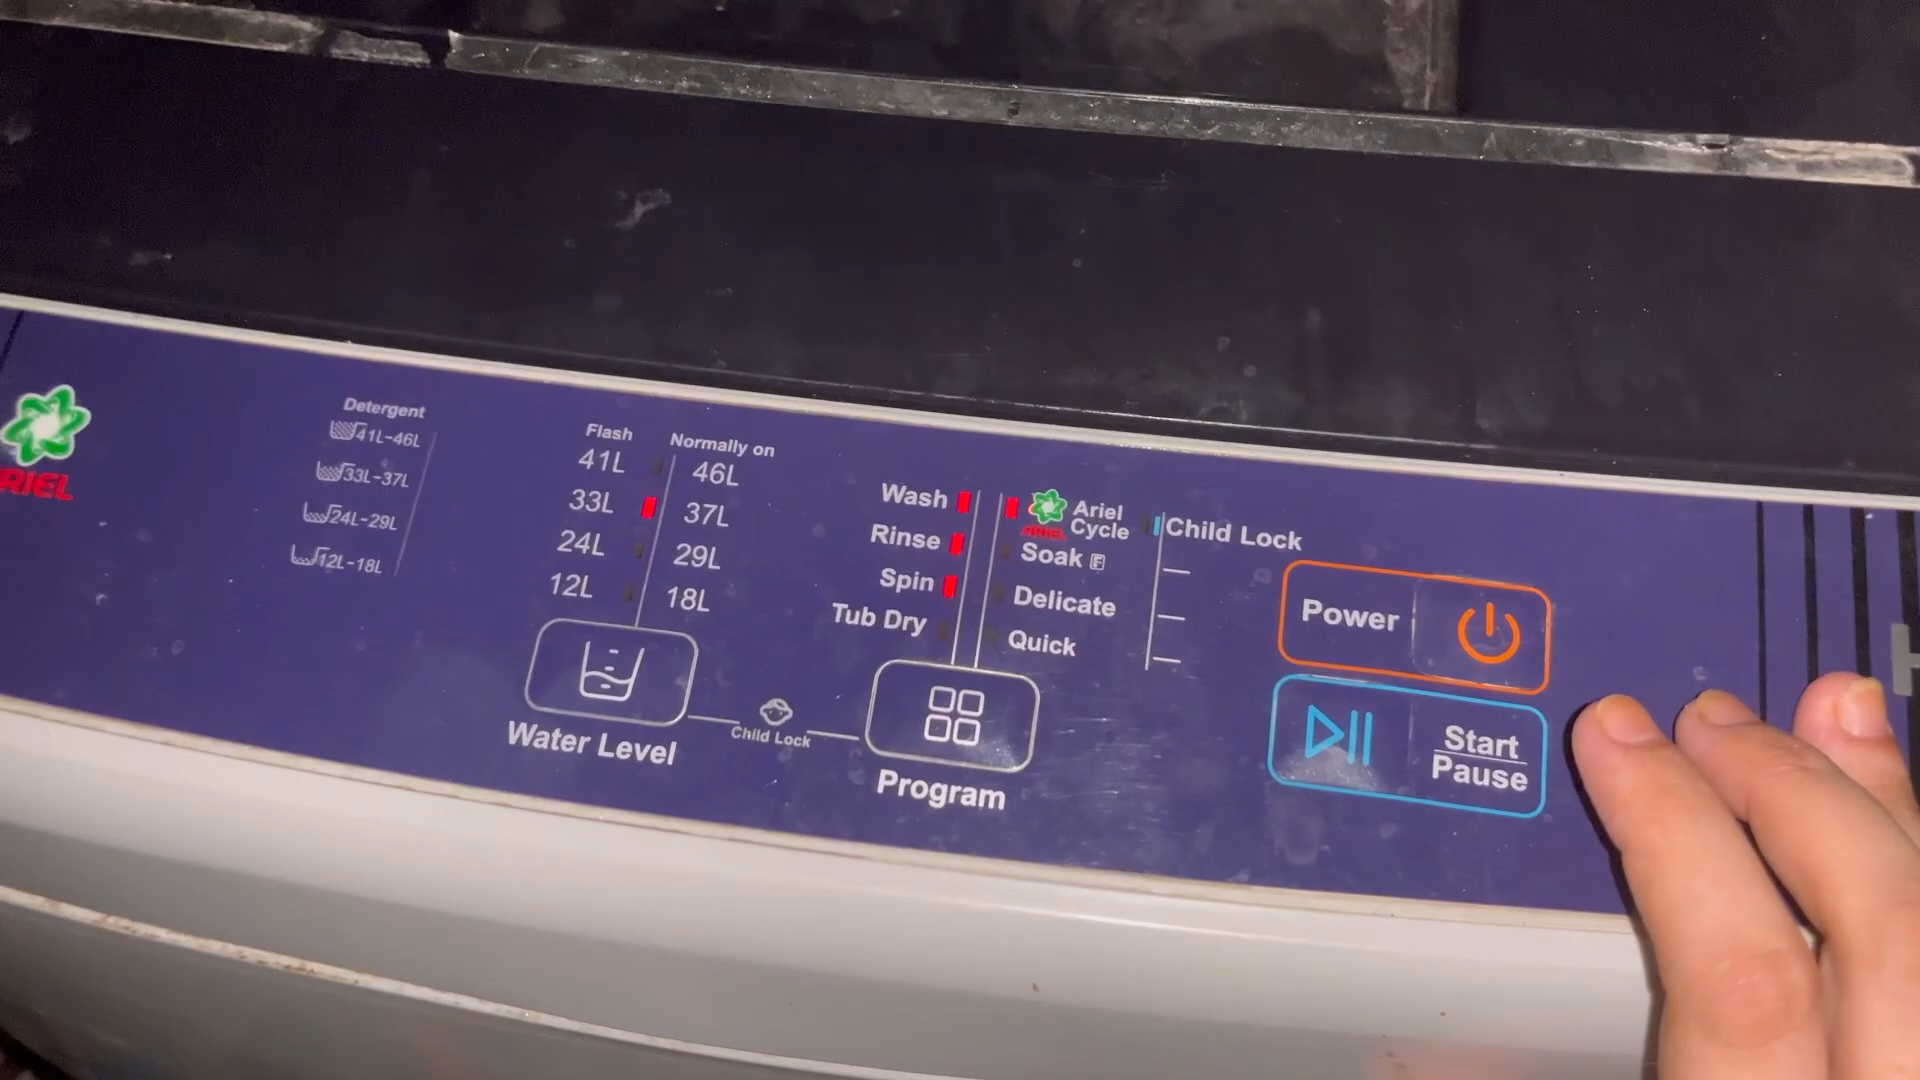 Detergent
41L-46L
33L-37L
24L-29L
12L-18L
Flash
Normally on
41L
46L
33L
37L
24L
29L
12L
18L
Water Level
Child Lock
Wash
Rinse
Spin
Tub Dry
Ariel
Cycle
Soak F
Delicate
Quick
Program
Child Lock
Power
Start
Pause